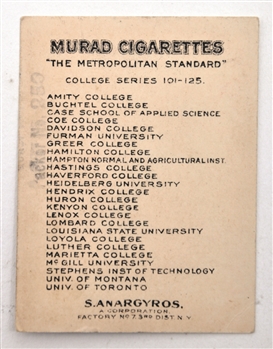 MURAD CIGARETTES
"THE METROPOLITAN STANDARD"
COLLEGE SERIES 101-125.
AMITY COLLEGE
BUCHTEL COLLEGE
CASE SCHOOL OF APPLIED SCIENCE
COE COLLEGE
DAVIDSON COLLEGE
FURMAN UNIVERSITY
GREER COLLEGE
HAMILTON COLLEGE
HAMPTON NORMAL AND AGRICULTURAL INST.
HASTINGS COLLEGE
HAVERFORD COLLEGE
HEIDELBERG UNIVERSITY
HENDRIX COLLEGE
HURON COLLEGE
KENYON COLLEGE
LENOX COLLEGE
LOMBARD COLLEGE
LOUISIANA STATE UNIVERSITY
LOYOLA COLLEGE
LUTHER COLLEGE
MARIETTA COLLEGE
McGILL UNIVERSITY
STEPHENS INST OF TECHNOLOGY
UNIV. OF MONTANA
UNIV. OF TORONTO
S. ANARGYROS,
A CORPORATION
FACTORY NO 7. 3RD DIST. N.Y.